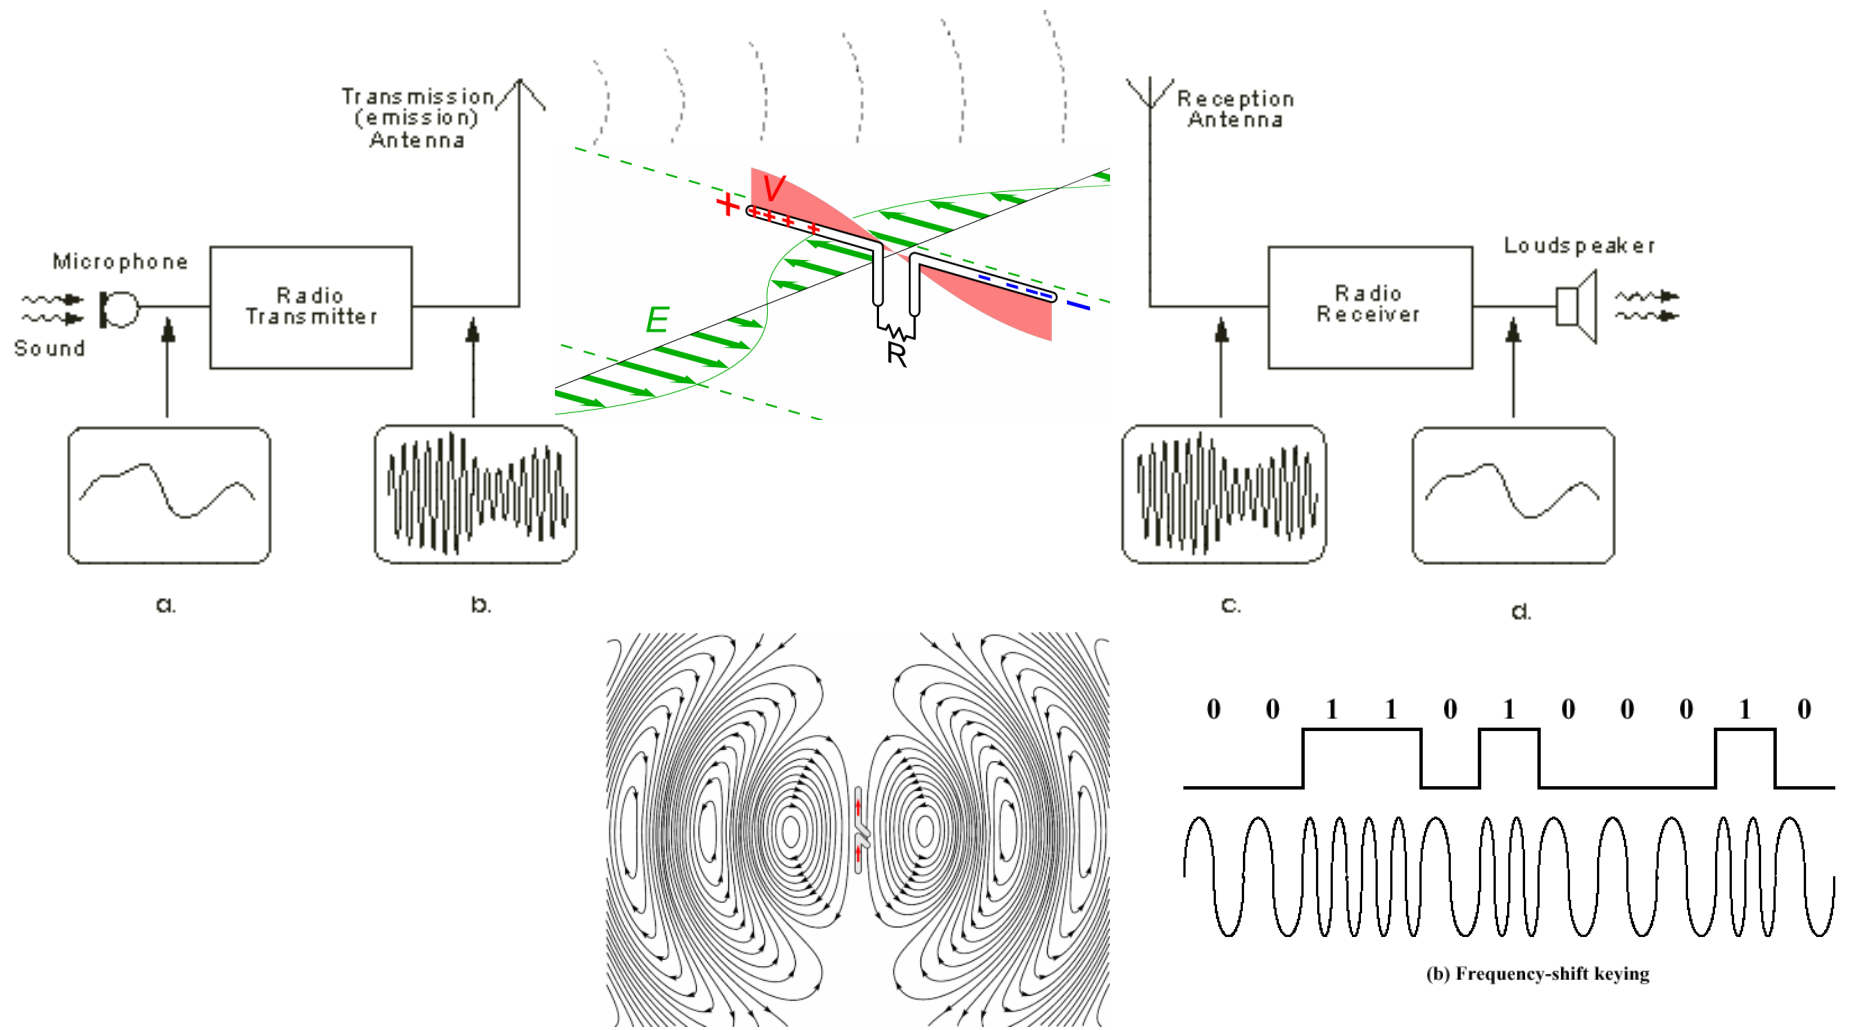 Transmission
(emission)
Antenna
Reception
Antenna
+
V
+ + + +
Microphone
Radio
Transmitter
Sound
E
R
Loudspeaker
Radio
Receiver
a.
b.
c.
d.
0 0 1 1 0 1 0 0 0 1 0
(b) Frequency-shift keying